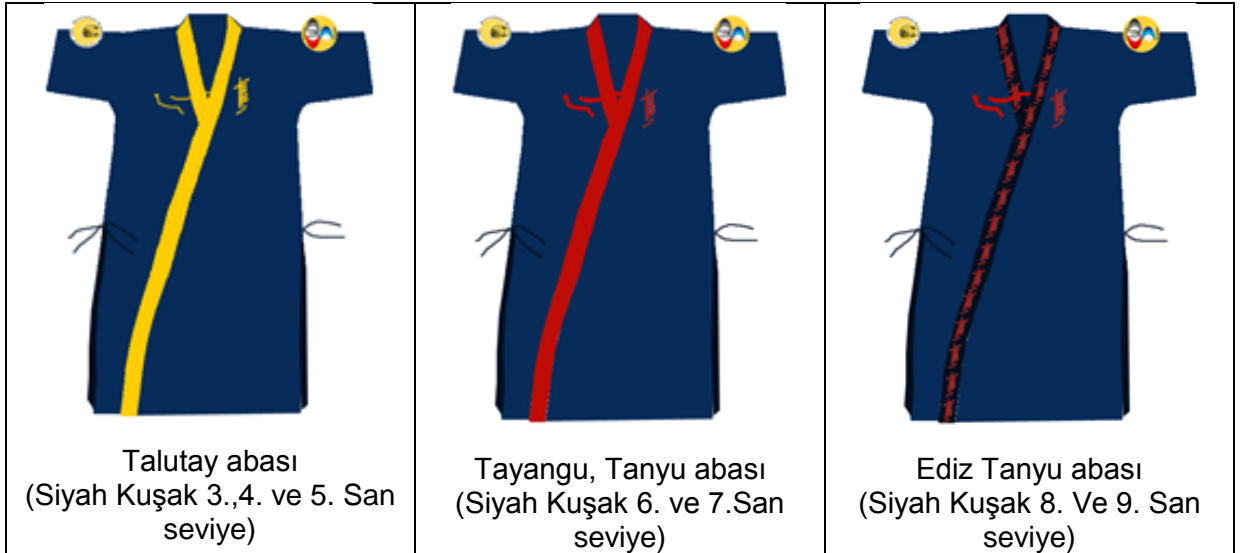 Talutay abası
(Siyah Kuşak 3.,4. ve 5. San
seviye)
Tayangu, Tanyu abası
(Siyah Kuşak 6. ve 7.San
seviye)
Ediz Tanyu abası
(Siyah Kuşak 8. Ve 9. San
seviye)